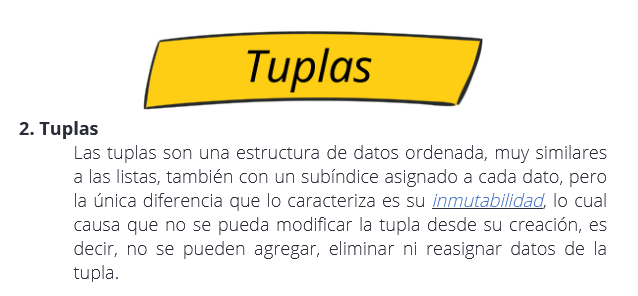 Tuplas
2. Tuplas
Las tuplas son una estructura de datos ordenada, muy similares
a las listas, también con un subíndice asignado a cada dato, pero
la única diferencia que lo caracteriza es su inmutabilidad, lo cual
causa que no se pueda modificar la tupla desde su creación, es
decir, no se pueden agregar, eliminar ni reasignar datos de la
tupla.